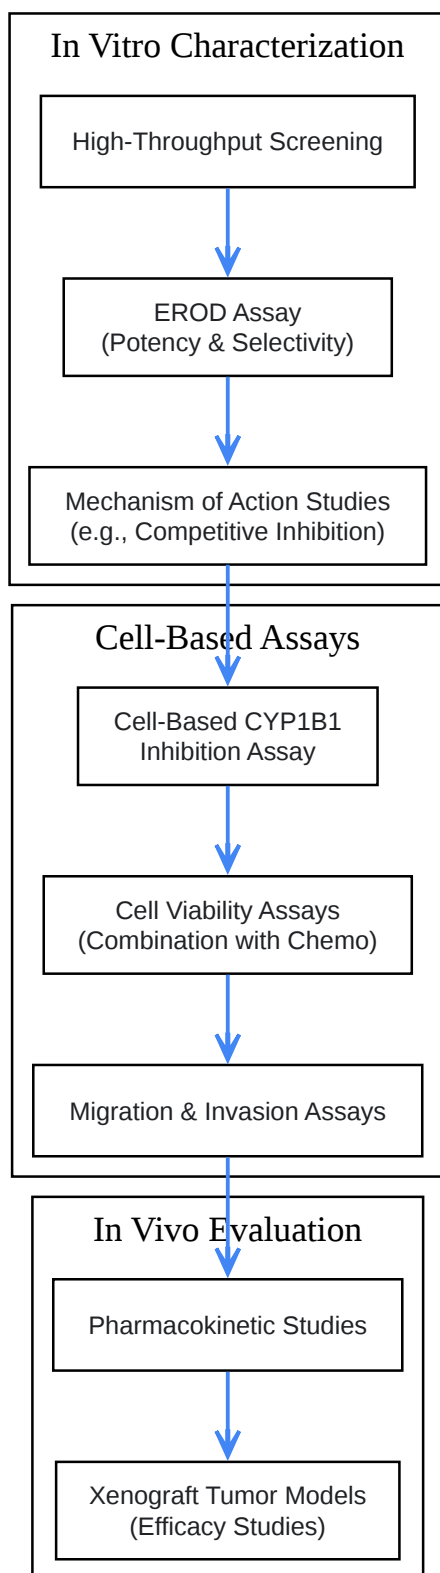 In Vitro Characterization
High-Throughput Screening
EROD Assay
(Potency & Selectivity)
Mechanism of Action Studies
(e.g., Competitive Inhibition)
Cell-Based Assays
Cell-Based CYP1B1
Inhibition Assay
Cell Viability Assays
(Combination with Chemo)
Migration & Invasion Assays
In Vivo Evaluation
Pharmacokinetic Studies
Xenograft Tumor Models
(Efficacy Studies)